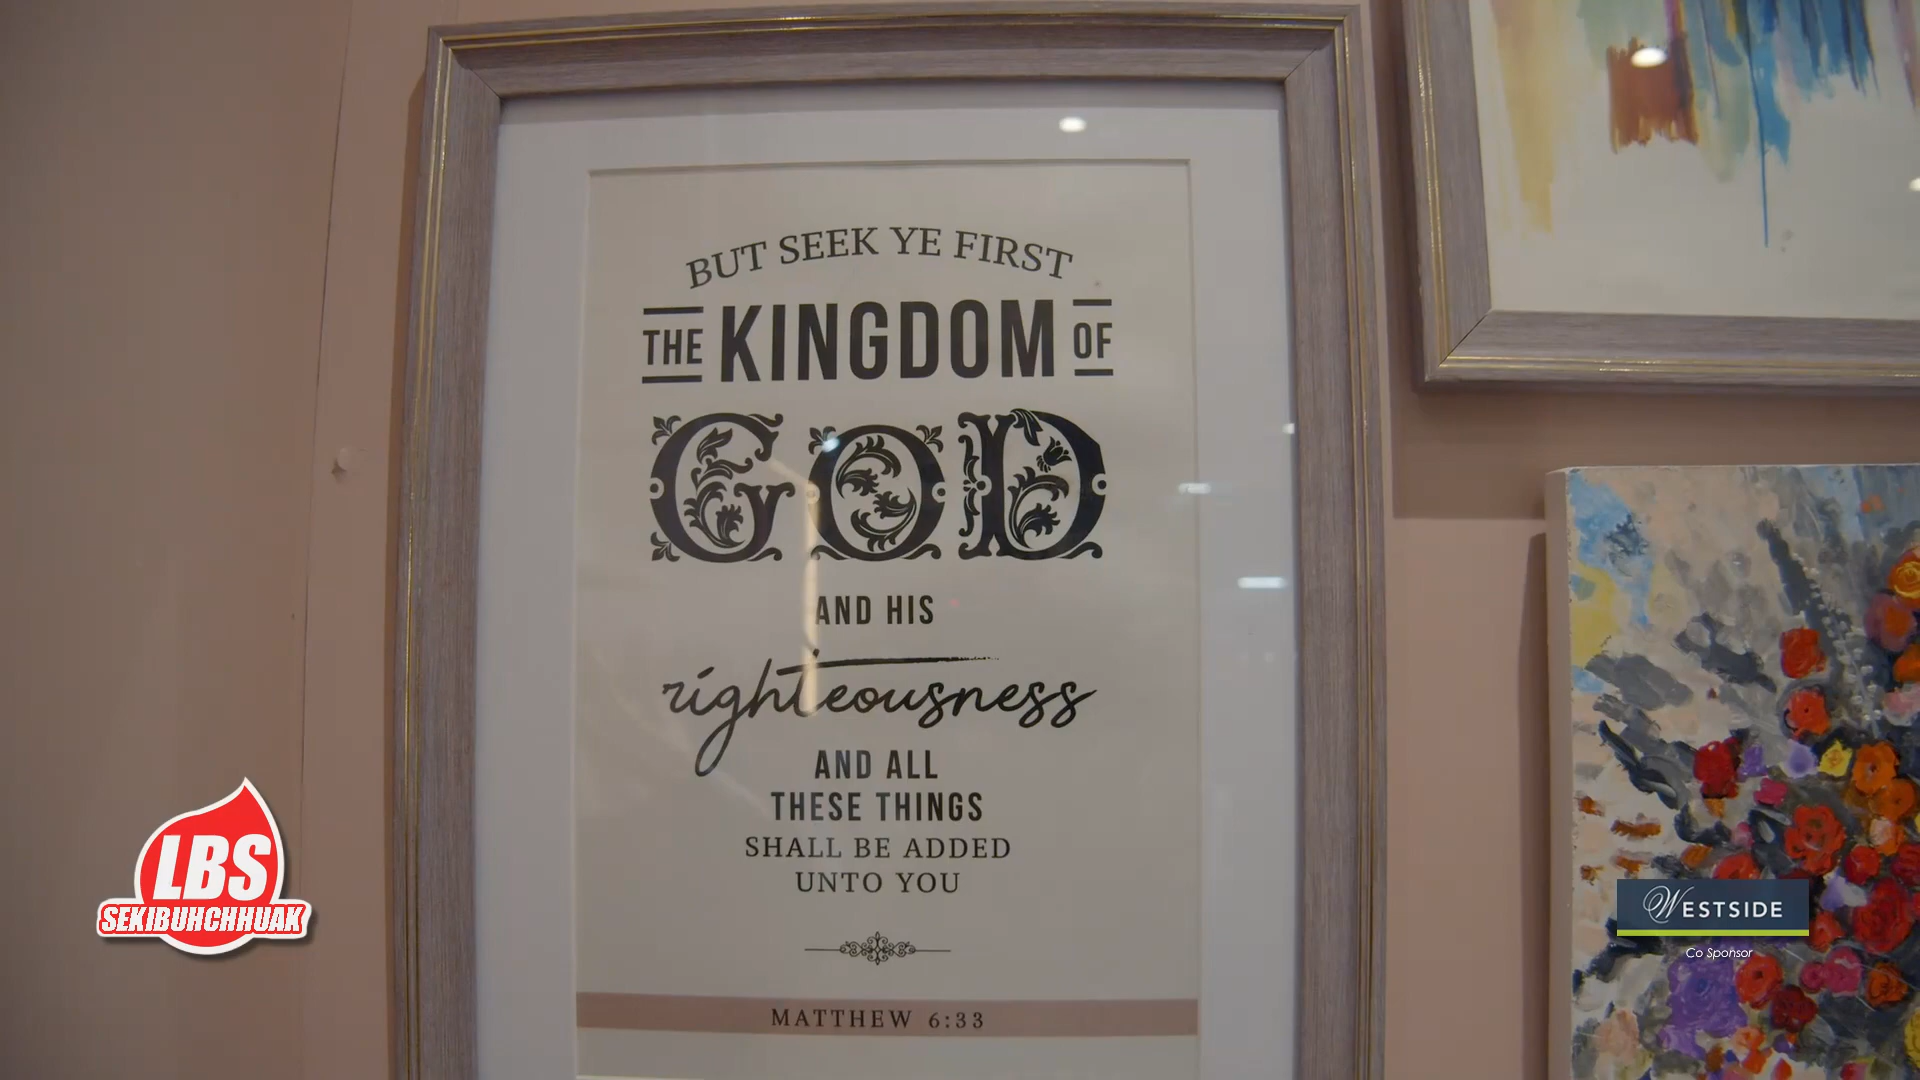 BUT SEEK YE FIRST
THE KINGDOM OF
GOD
AND HIS
righteousness
AND ALL
THESE THINGS
SHALL BE ADDED
UNTO YOU
MATTHEW 6:33
LBS
SEKIBUHCHHUAK
WESTSIDE
Co Sponsor